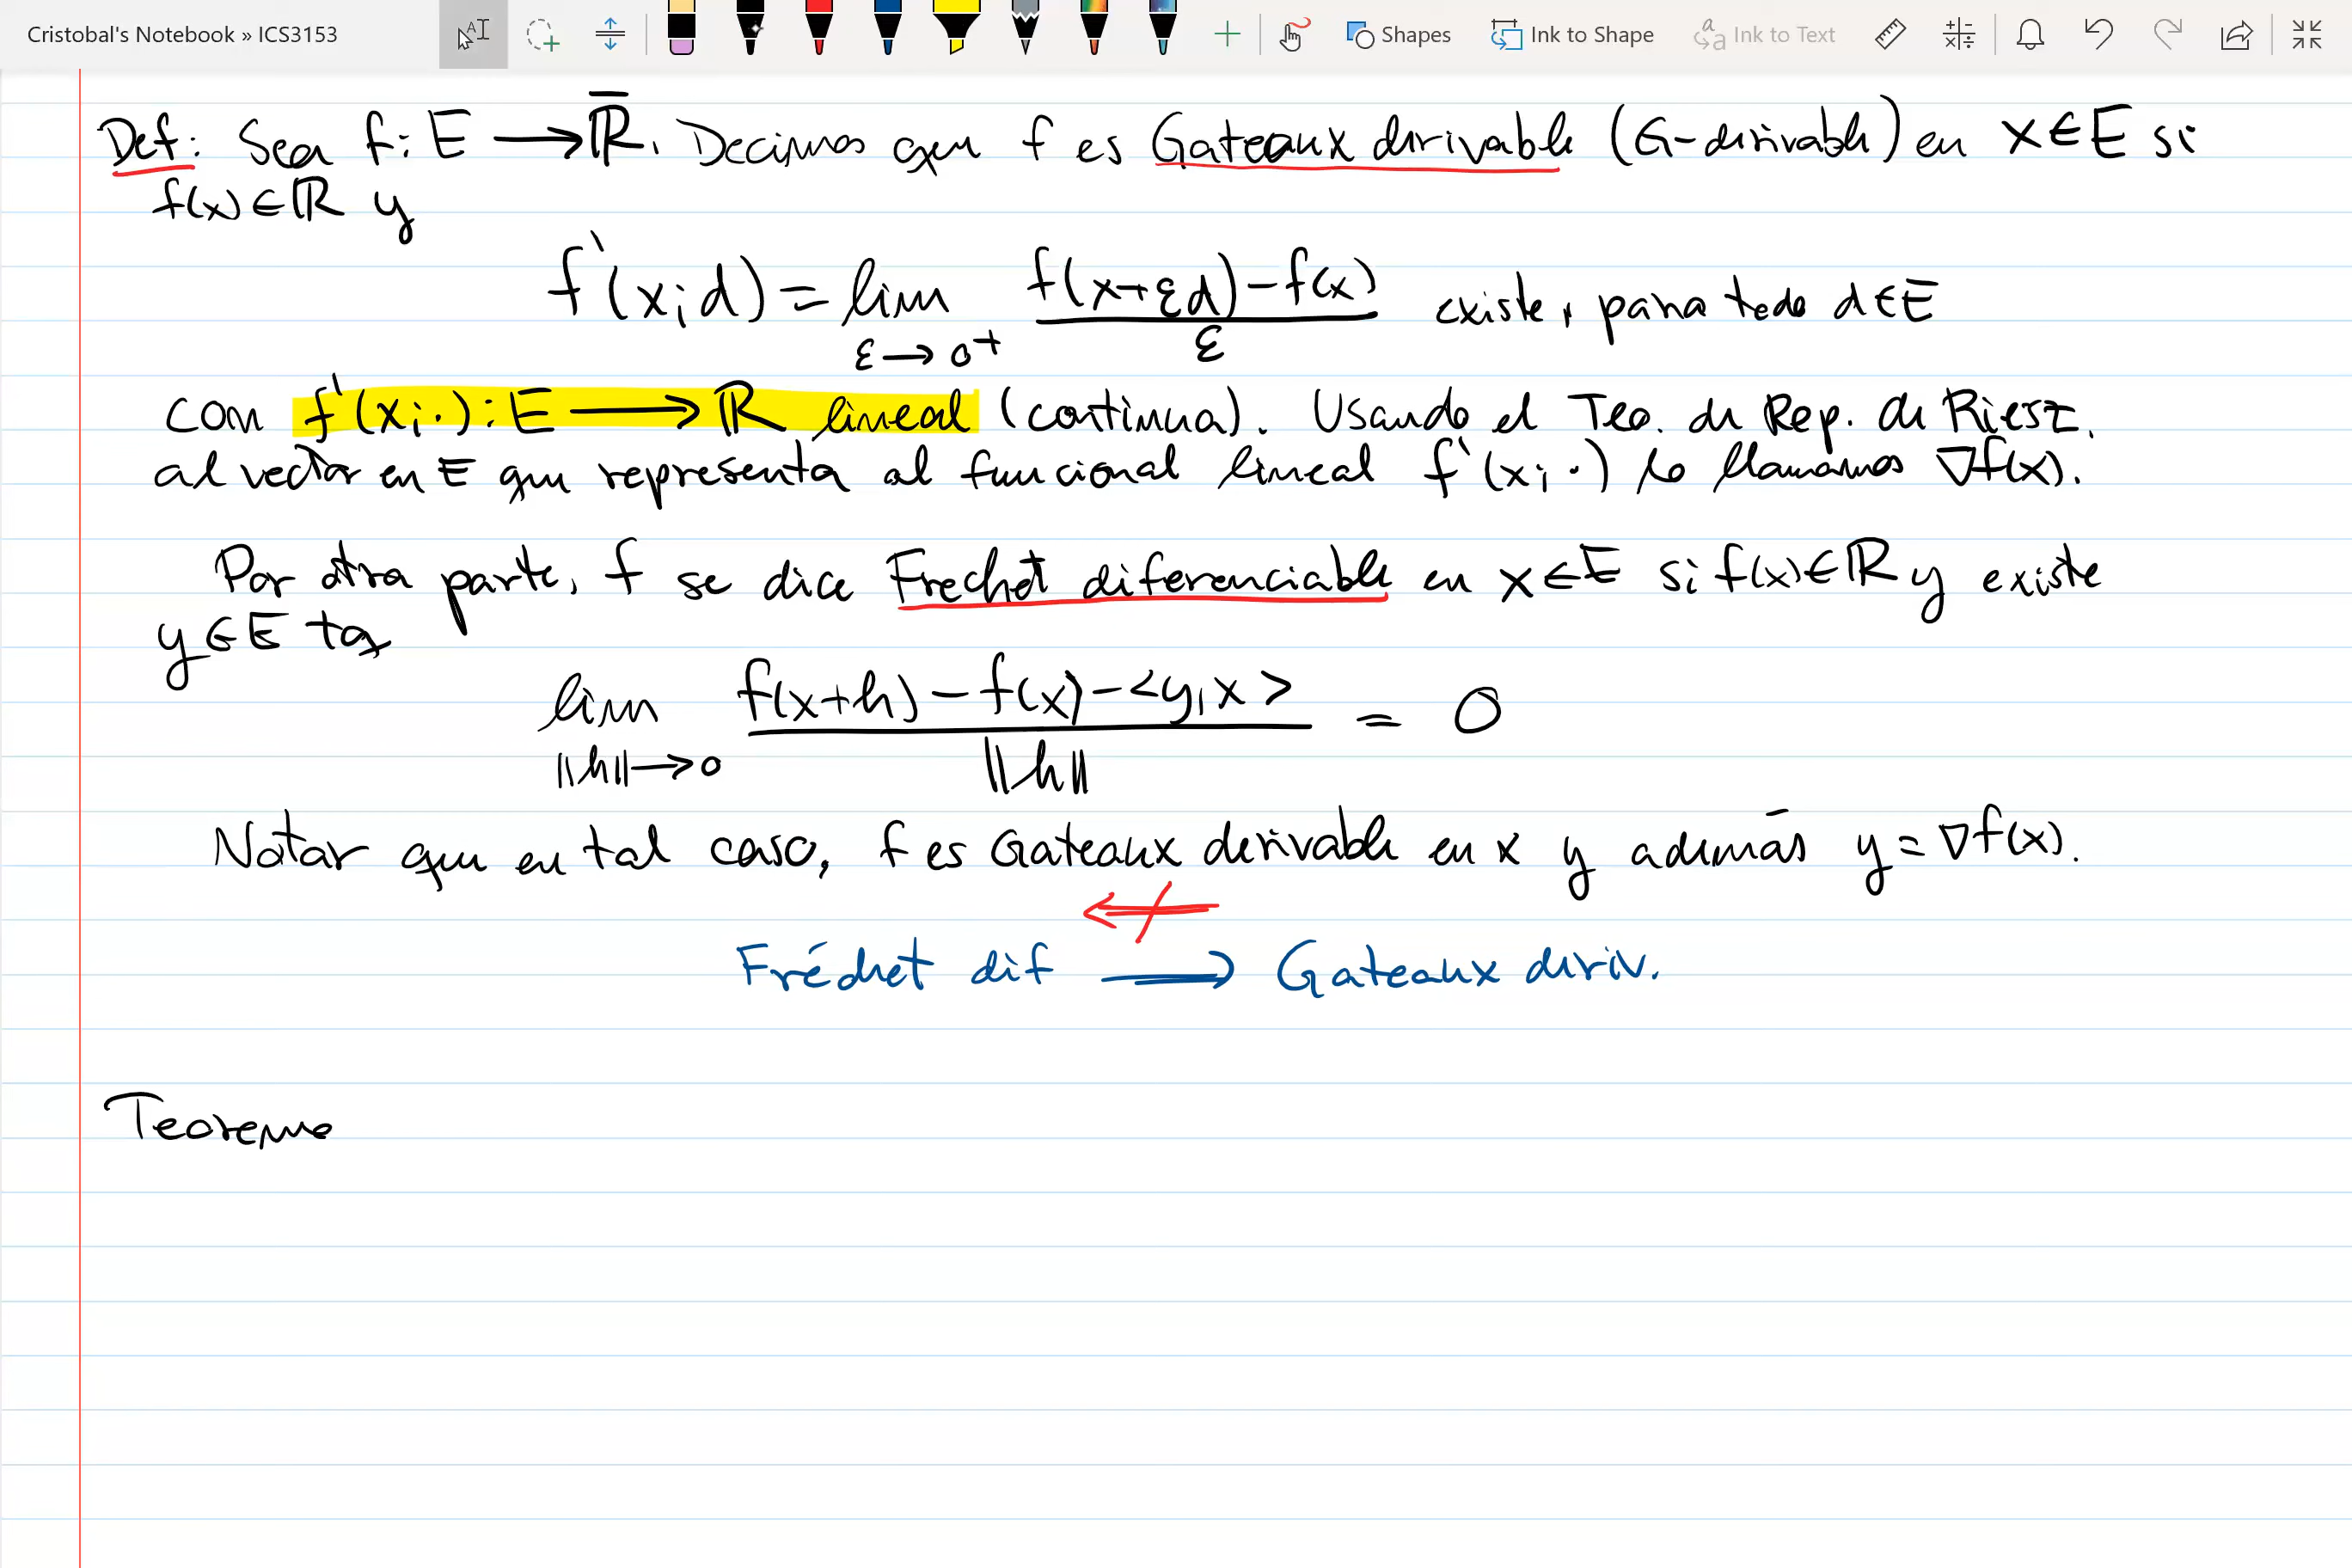 Cristobal's Notebook » ICS3153
Shapes
Ink to Shape
Ink to Text
Def: Sea f: E → R̅. Decimos que f es Gateaux derivable (G-derivable) en x ∈ E si
f(x) ∈ ℝ y
f'(x;d) = lim_{ε→0+} (f(x+εd) - f(x))/ε existe, para todo d ∈ E
con f'(x;·): E → ℝ lineal (continua). Usando el Teo. de Rep. de Riesz,
al vector en E que representa al funcional lineal f'(x;·) lo llamamos ∇f(x).
Por otra parte, f se dice Frechet diferenciable en x ∈ E si f(x) ∈ ℝ y existe
y ∈ E tq
lim_{||h||→0} (f(x+h) - f(x) - <y,x>)/||h|| = 0
Notar que en tal caso, f es Gateaux derivable en x y además y = ∇f(x).
⇍
Fréchet dif ⟹ Gateaux deriv.
Teorema